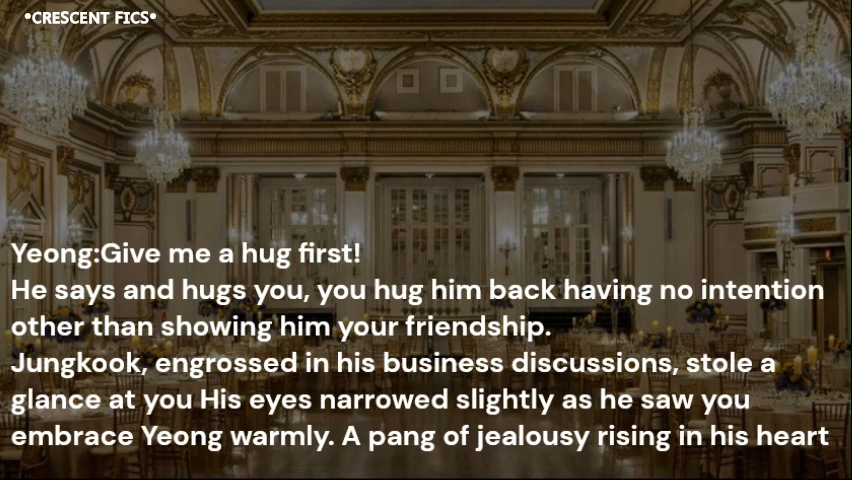 •CRESCENT FICS•
Yeong:Give me a hug first!
He says and hugs you, you hug him back having no intention
other than showing him your friendship.
Jungkook, engrossed in his business discussions, stole a
glance at you His eyes narrowed slightly as he saw you
embrace Yeong warmly. A pang of jealousy rising in his heart